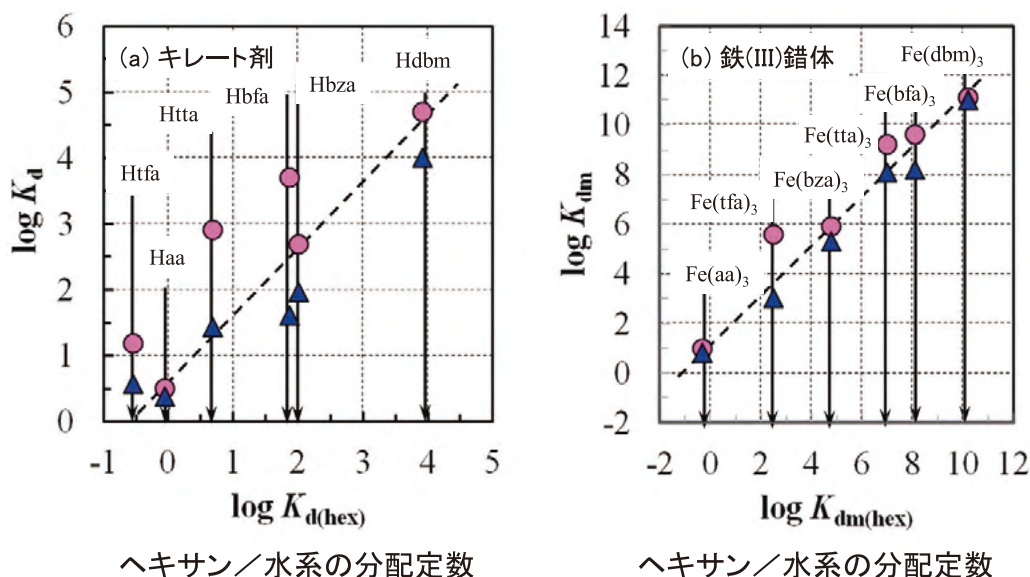 (a) キレート剤
6
5
4
3
2
1
0
-1
0
1
2
3
4
5
log K_d
log K_d(hex)
Htfa
Haa
Htta
Hbfa
Hbza
Hdbm
ヘキサン／水系の分配定数
(b) 鉄(III)錯体
14
12
10
8
6
4
2
0
-2
-2
0
2
4
6
8
10
12
log K_dm
log K_dm(hex)
Fe(aa)₃
Fe(tfa)₃
Fe(bza)₃
Fe(tta)₃
Fe(bfa)₃
Fe(dbm)₃
ヘキサン／水系の分配定数